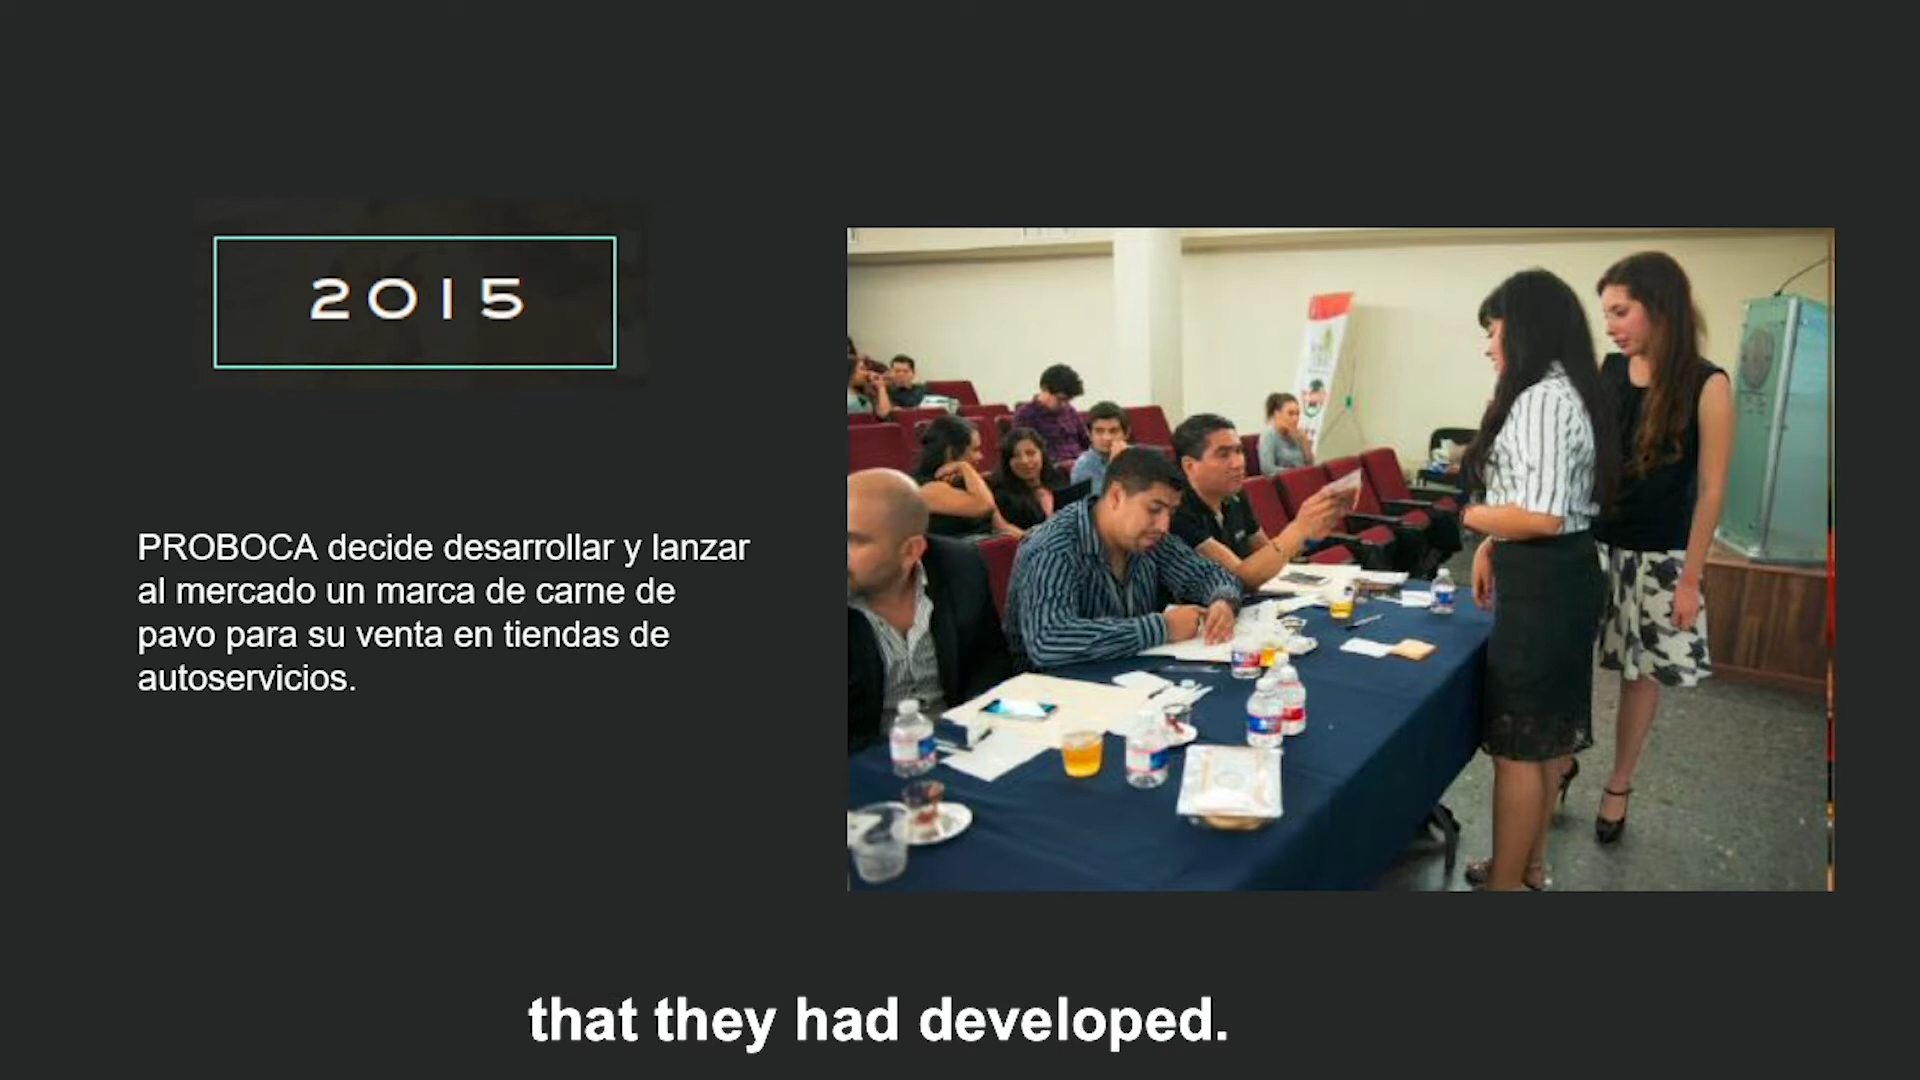 2015
PROBOCA decide desarrollar y lanzar
al mercado un marca de carne de
pavo para su venta en tiendas de
autoservicios.
that they had developed.